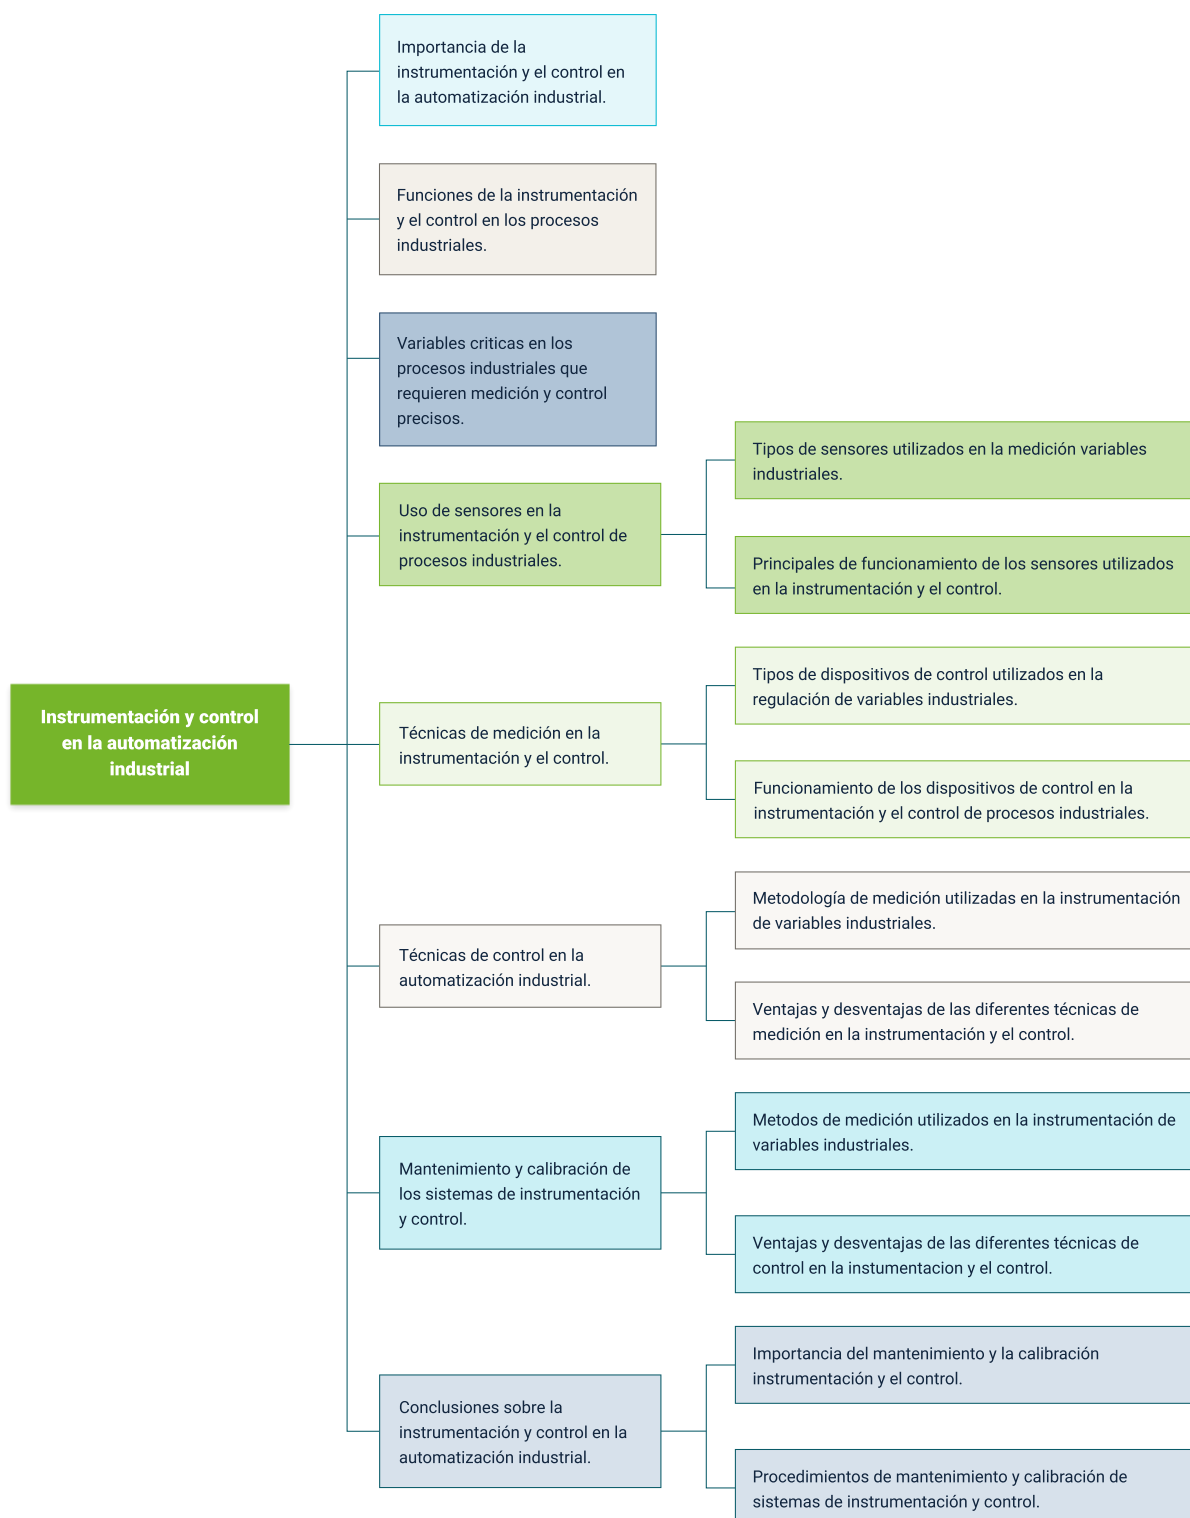 Importancia de la
instrumentación y el control en
la automatización industrial.
Funciones de la instrumentación
y el control en los procesos
industriales.
Variables criticas en los
procesos industriales que
requieren medición y control
precisos.
Uso de sensores en la
instrumentación y el control de
procesos industriales.
Tipos de sensores utilizados en la medición variables
industriales.
Principales de funcionamiento de los sensores utilizados
en la instrumentación y el control.
Instrumentación y control
en la automatización
industrial
Técnicas de medición en la
instrumentación y el control.
Tipos de dispositivos de control utilizados en la
regulación de variables industriales.
Funcionamiento de los dispositivos de control en la
instrumentación y el control de procesos industriales.
Técnicas de control en la
automatización industrial.
Metodología de medición utilizadas en la instrumentación
de variables industriales.
Ventajas y desventajas de las diferentes técnicas de
medición en la instrumentación y el control.
Mantenimiento y calibración de
los sistemas de instrumentación
y control.
Metodos de medición utilizados en la instrumentación de
variables industriales.
Ventajas y desventajas de las diferentes técnicas de
control en la instumentacion y el control.
Conclusiones sobre la
instrumentación y control en la
automatización industrial.
Importancia del mantenimiento y la calibración
instrumentación y el control.
Procedimientos de mantenimiento y calibración de
sistemas de instrumentación y control.